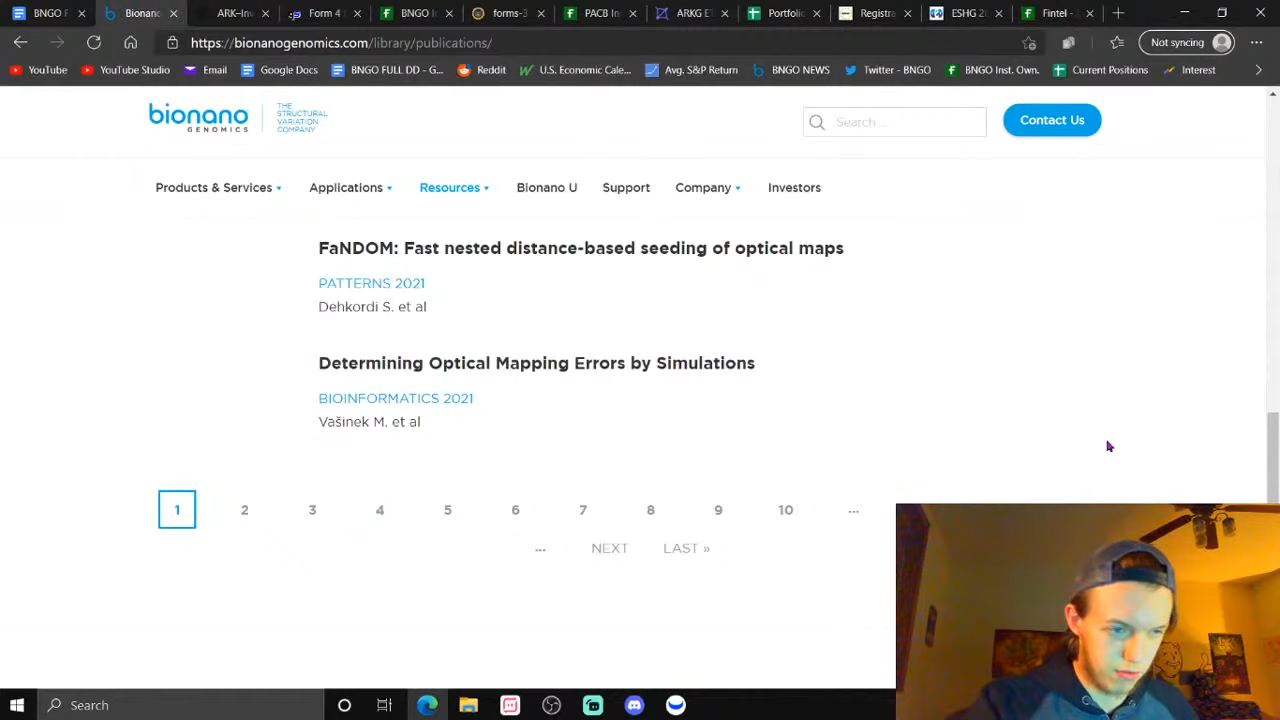 BNGO F
Bionano
ARK-Inv
Form 4
BNGO In
forms-3
PACB In
ARKG E
Portfolio
Registra
ESHG 20
Fintel -
https://bionanogenomics.com/library/publications/
Not syncing
YouTube
YouTube Studio
Email
Google Docs
BNGO FULL DD - G...
Reddit
U.S. Economic Cale...
Avg. S&P Return
BNGO NEWS
Twitter - BNGO
BNGO Inst. Own.
Current Positions
Interest
bionano
GENOMICS
THE
STRUCTURAL
VARIATION
COMPANY
Search ...
Contact Us
Products & Services
Applications
Resources
Bionano U
Support
Company
Investors
FaNDOM: Fast nested distance-based seeding of optical maps
PATTERNS 2021
Dehkordi S. et al
Determining Optical Mapping Errors by Simulations
BIOINFORMATICS 2021
Vašinek M. et al
1 2 3 4 5 6 7 8 9 10 ...
... NEXT LAST »
Search